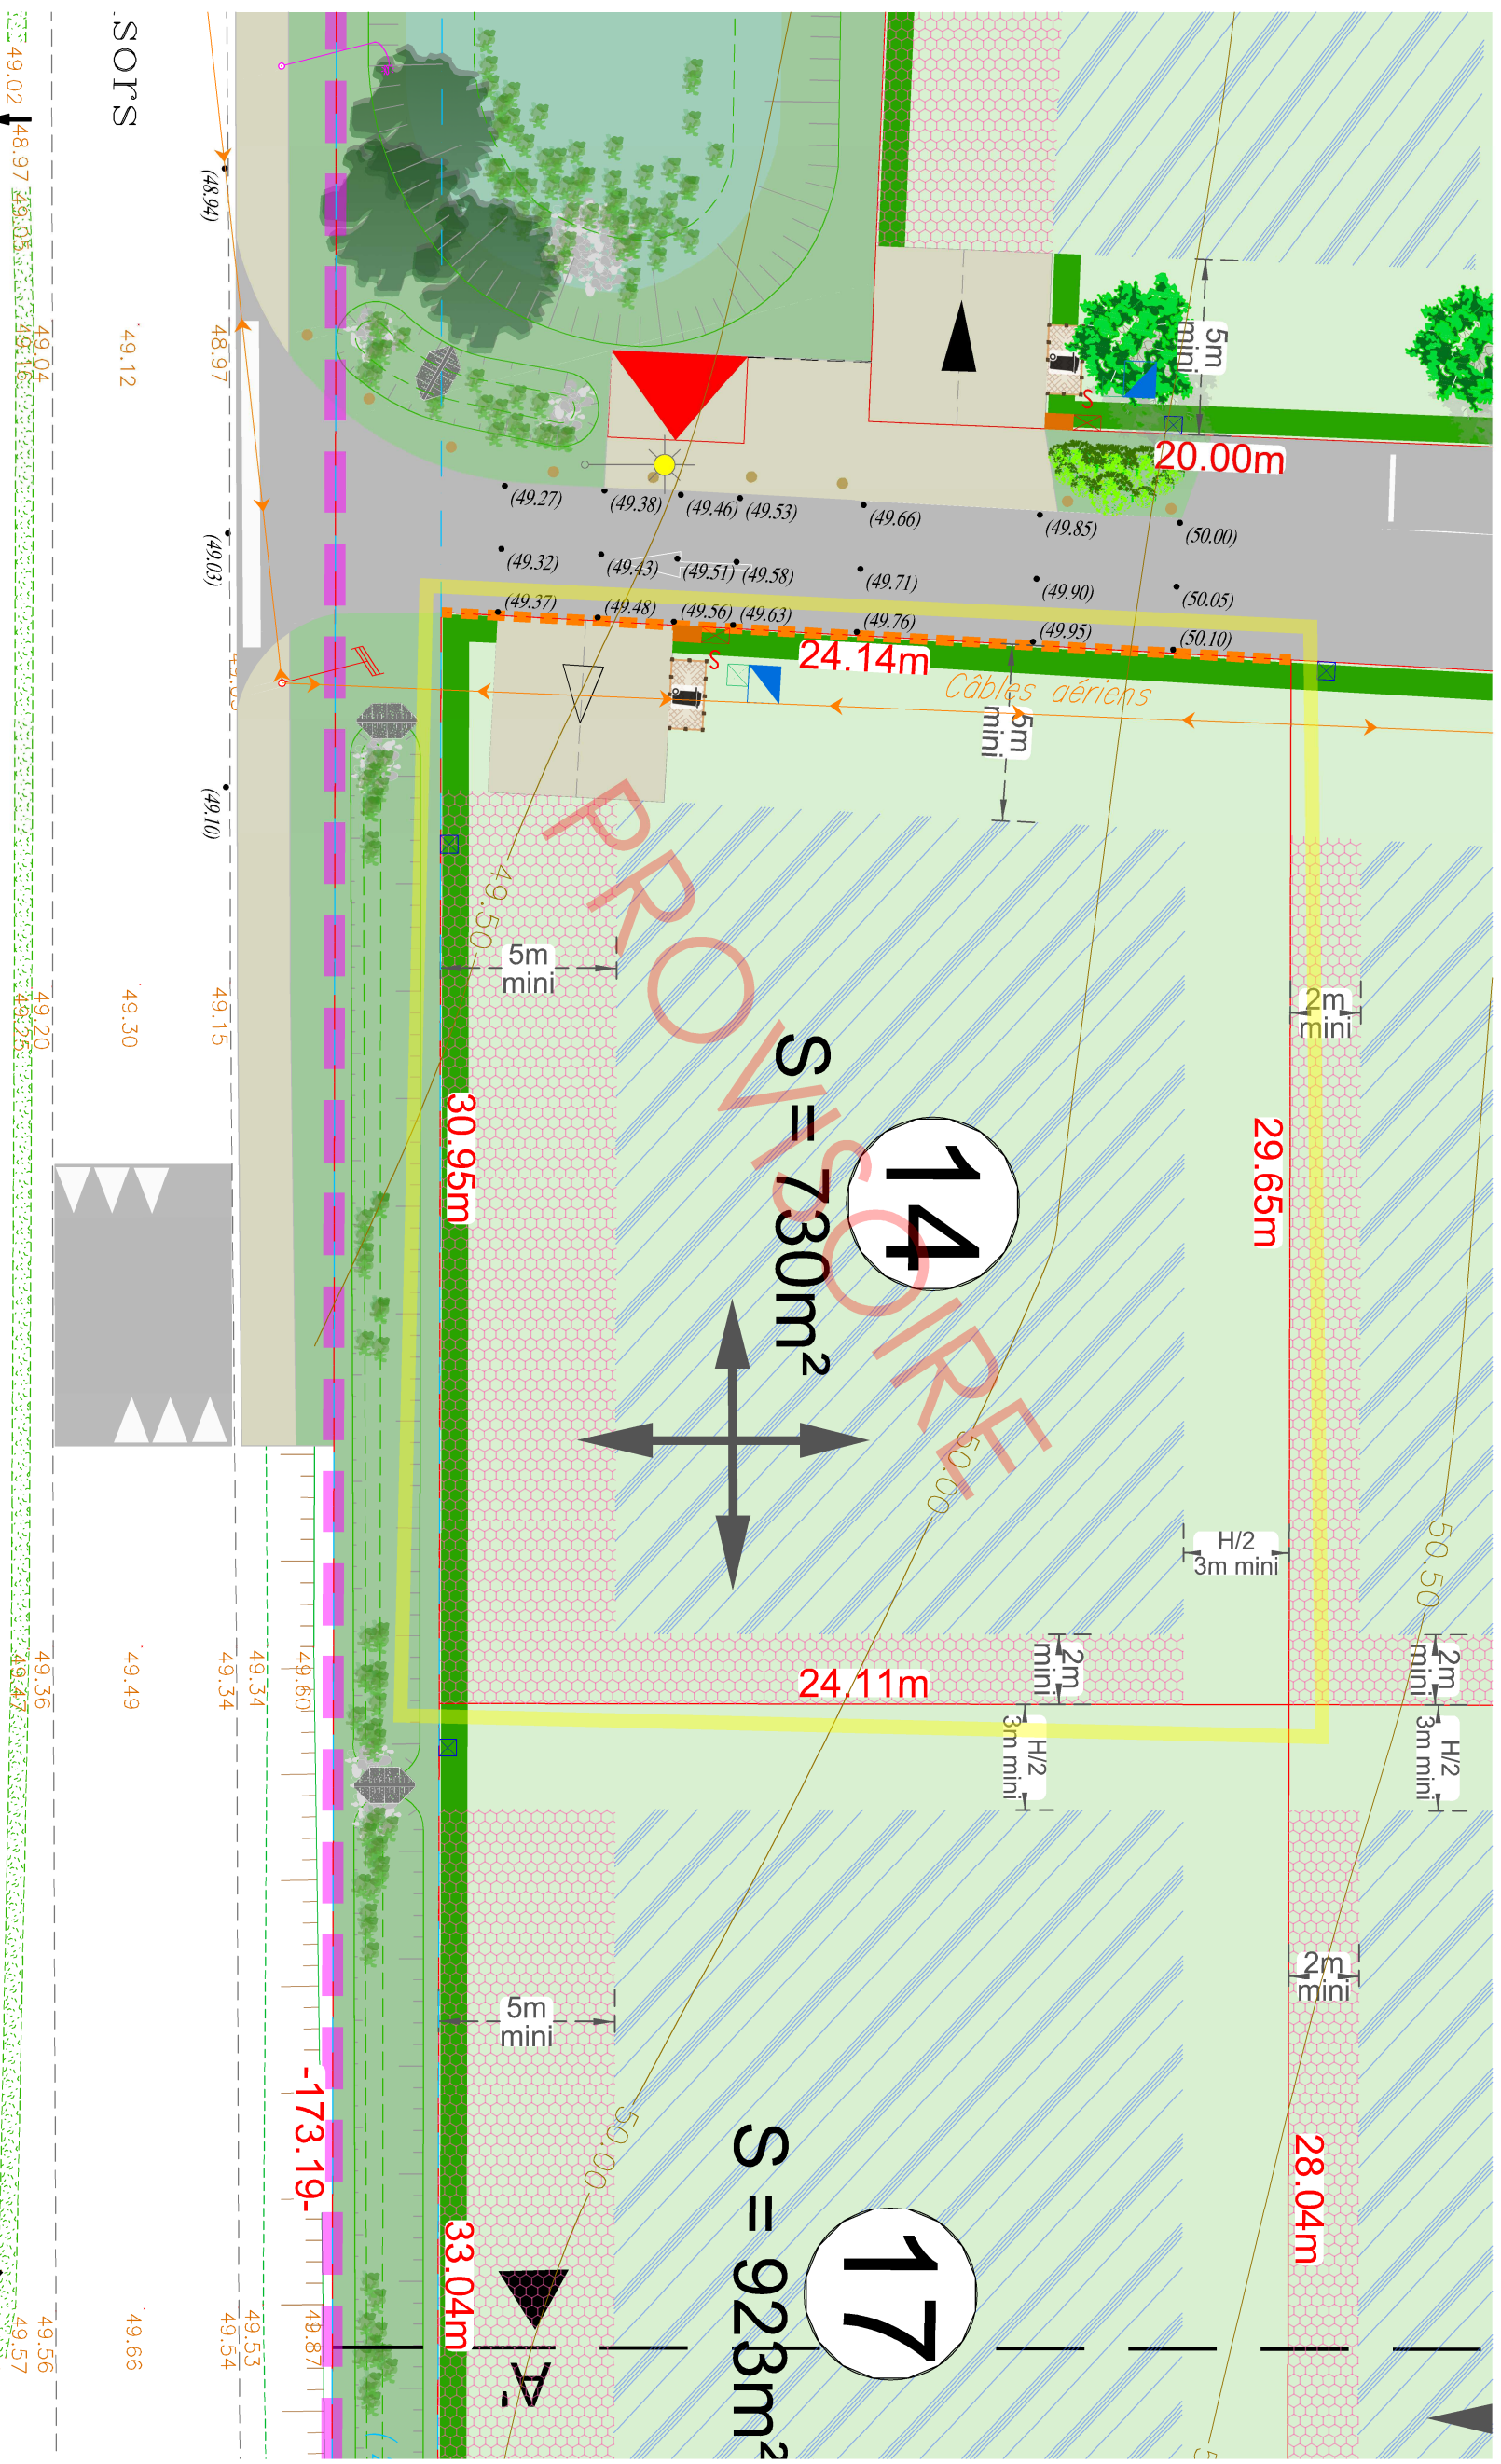 sors
49.02
48.97
49.05
49.04
49.16
49.12
48.97
(48.94)
(49.03)
(49.10)
5m
mini
S
20.00m
(49.27)
(49.38)
(49.46)
(49.53)
(49.66)
(49.85)
(50.00)
(49.32)
(49.43)
(49.51)
(49.58)
(49.71)
(49.90)
(50.05)
(49.37)
(49.48)
(49.56)
(49.63)
(49.76)
(49.95)
(50.10)
24.14m
S
Câbles aériens
5m
mini
49.50
5m
mini
2m
mini
49.25
49.20
49.30
49.15
PROVISOIRE
14
S = 730m²
30.95m
29.65m
50.00
50.50
H/2
3m mini
2m
mini
2m
mini
24.11m
H/2
3m mini
H/2
3m mini
49.47
49.36
49.49
49.34
49.34
49.60
5m
mini
2m
mini
50.00
-173.19-
33.04m
28.04m
17
S = 923m²
A'
49.57
49.56
49.66
49.54
49.53
49.87